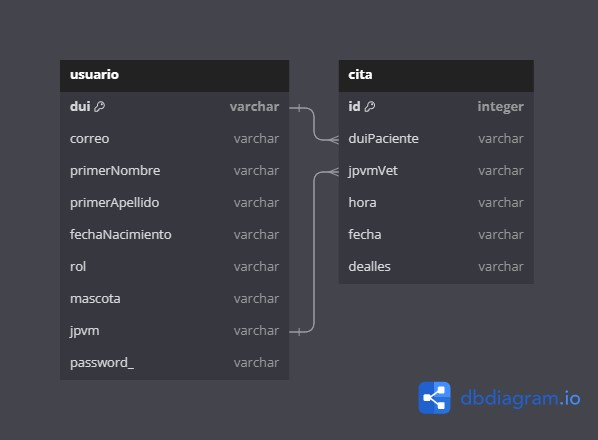 usuario
dui varchar
correo varchar
primerNombre varchar
primerApellido varchar
fechaNacimiento varchar
rol varchar
mascota varchar
jpvm varchar
password_ varchar
cita
id integer
duiPaciente varchar
jpvmVet varchar
hora varchar
fecha varchar
dealles varchar
dbdiagram.io